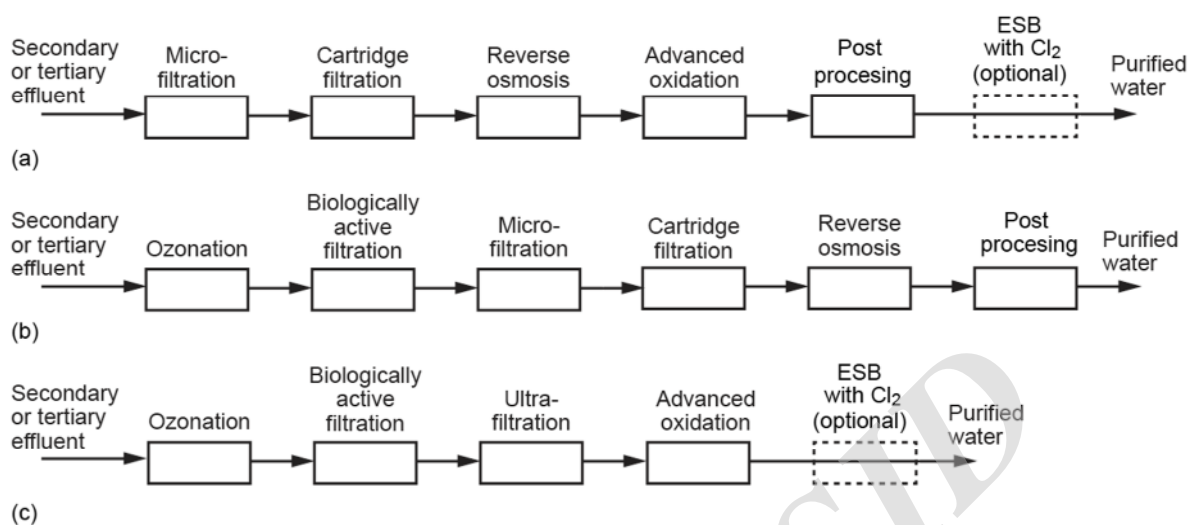 Secondary
or tertiary
effluent
Micro-
filtration
Cartridge
filtration
Reverse
osmosis
Advanced
oxidation
Post
procesing
ESB
with Cl2
(optional)
Purified
water
(a)
Secondary
or tertiary
effluent
Ozonation
Biologically
active
filtration
Micro-
filtration
Cartridge
filtration
Reverse
osmosis
Post
procesing
Purified
water
(b)
Secondary
or tertiary
effluent
Ozonation
Biologically
active
filtration
Ultra-
filtration
Advanced
oxidation
ESB
with Cl2
(optional)
Purified
water
(c)